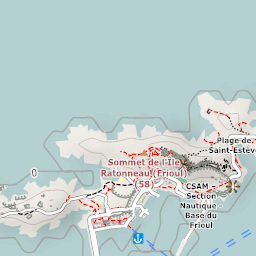 Plage de
Saint-Estève
Sommet de l'Île
Ratonneau (Frioul)
(58)
0
CSAM -
Section
Nautique -
Base du
Frioul